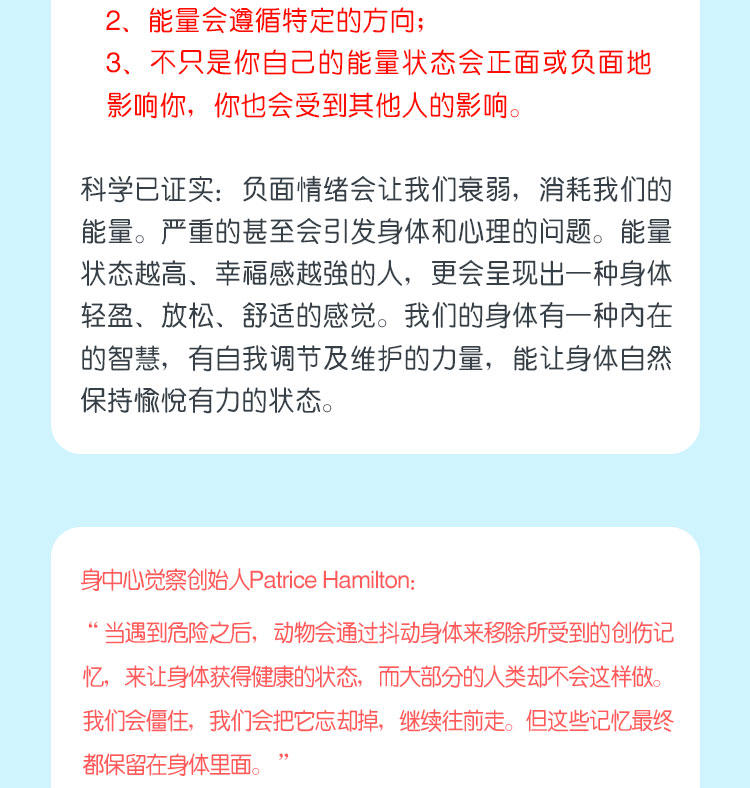 2、能量会遵循特定的方向；
3、不只是你自己的能量状态会正面或负面地
影响你，你也会受到其他人的影响。
科学已证实：负面情绪会让我们衰弱，消耗我们的
能量。严重的甚至会引发身体和心理的问题。能量
状态越高、幸福感越強的人，更会呈现出一种身体
轻盈、放松、舒适的感觉。我们的身体有一种內在
的智慧，有自我调节及维护的力量，能让身体自然
保持愉悅有力的状态。
身中心觉察创始人Patrice Hamilton：
“当遇到危险之后，动物会通过抖动身体来移除所受到的创伤记
忆，来让身体获得健康的状态，而大部分的人类却不会这样做。
我们会僵住，我们会把它忘却掉，继续往前走。但这些记忆最终
都保留在身体里面。”